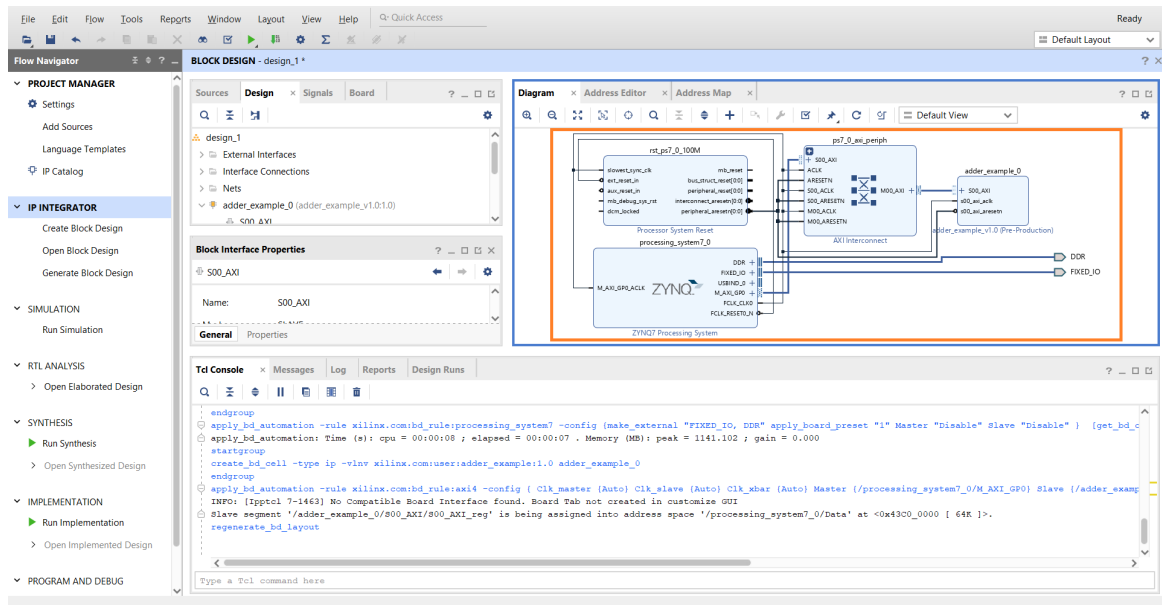 File Edit Flow Tools Reports Window Layout View Help Quick Access Ready
Default Layout
Flow Navigator
PROJECT MANAGER
Settings
Add Sources
Language Templates
IP Catalog
IP INTEGRATOR
Create Block Design
Open Block Design
Generate Block Design
SIMULATION
Run Simulation
RTL ANALYSIS
Open Elaborated Design
SYNTHESIS
Run Synthesis
Open Synthesized Design
IMPLEMENTATION
Run Implementation
Open Implemented Design
PROGRAM AND DEBUG
BLOCK DESIGN - design_1 *
Sources Design Signals Board
design_1
External Interfaces
Interface Connections
Nets
adder_example_0 (adder_example_v1.0:1.0)
S00_AXI
Block Interface Properties
S00_AXI
Name: S00_AXI
General Properties
Diagram Address Editor Address Map
Default View
rst_ps7_0_100M
slowest_sync_clk
ext_reset_in
aux_reset_in
mb_debug_sys_rst
dcm_locked
mb_reset
bus_struct_reset[0:0]
peripheral_reset[0:0]
interconnect_aresetn[0:0]
peripheral_aresetn[0:0]
Processor System Reset
processing_system7_0
M_AXI_GP0_ACLK
ZYNQ
DDR
FIXED_IO
USBIND_0
M_AXI_GP0
FCLK_CLK0
FCLK_RESET0_N
ZYNQ7 Processing System
ps7_0_axi_periph
S00_AXI
ACLK
ARESETN
S00_ACLK
S00_ARESETN
M00_ACLK
M00_ARESETN
M00_AXI
AXI Interconnect
adder_example_0
S00_AXI
s00_axi_aclk
s00_axi_aresetn
adder_example_v1.0 (Pre-Production)
DDR
FIXED_IO
Tcl Console Messages Log Reports Design Runs
endgroup
apply_bd_automation -rule xilinx.com:bd_rule:processing_system7 -config {make_external "FIXED_IO, DDR" apply_board_preset "1" Master "Disable" Slave "Disable" } [get_bd_c
apply_bd_automation: Time (s): cpu = 00:00:08 ; elapsed = 00:00:07 . Memory (MB): peak = 1141.102 ; gain = 0.000
startgroup
create_bd_cell -type ip -vlnv xilinx.com:user:adder_example:1.0 adder_example_0
endgroup
apply_bd_automation -rule xilinx.com:bd_rule:axi4 -config { Clk_master {Auto} Clk_slave {Auto} Clk_xbar {Auto} Master {/processing_system7_0/M_AXI_GP0} Slave {/adder_examp
INFO: [Ipptcl 7-1463] No Compatible Board Interface found. Board Tab not created in customize GUI
Slave segment '/adder_example_0/S00_AXI/S00_AXI_reg' is being assigned into address space '/processing_system7_0/Data' at <0x43C0_0000 [ 64K ]>.
regenerate_bd_layout
Type a Tcl command here